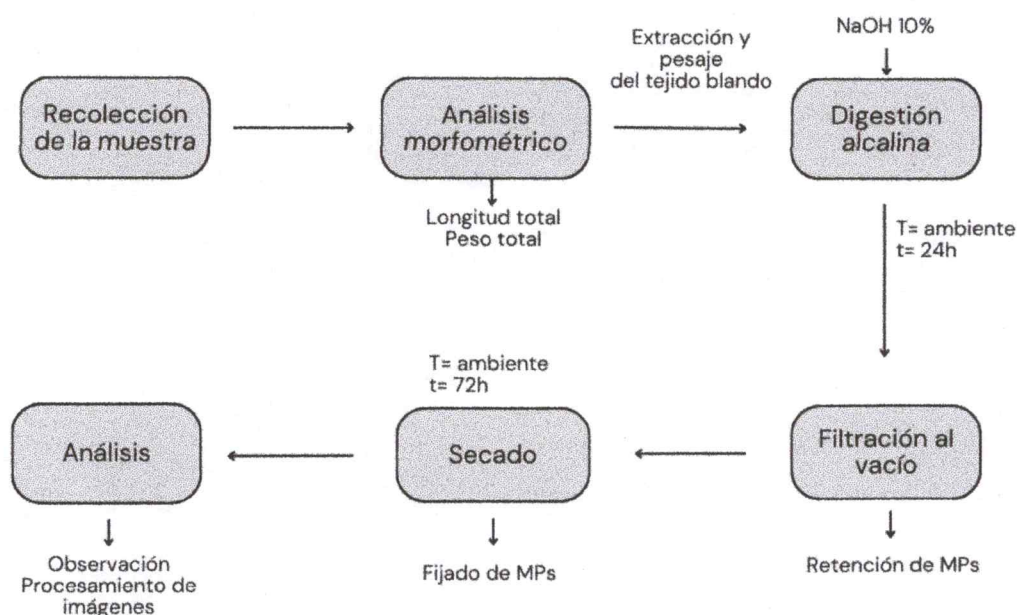 Recolección
de la muestra
Análisis
morfométrico
Longitud total
Peso total
Extracción y
pesaje
del tejido blando
NaOH 10%
Digestión
alcalina
T= ambiente
t= 24h
Filtración al
vacío
Retención de MPs
T= ambiente
t= 72h
Secado
Fijado de MPs
Análisis
Observación
Procesamiento de
imágenes